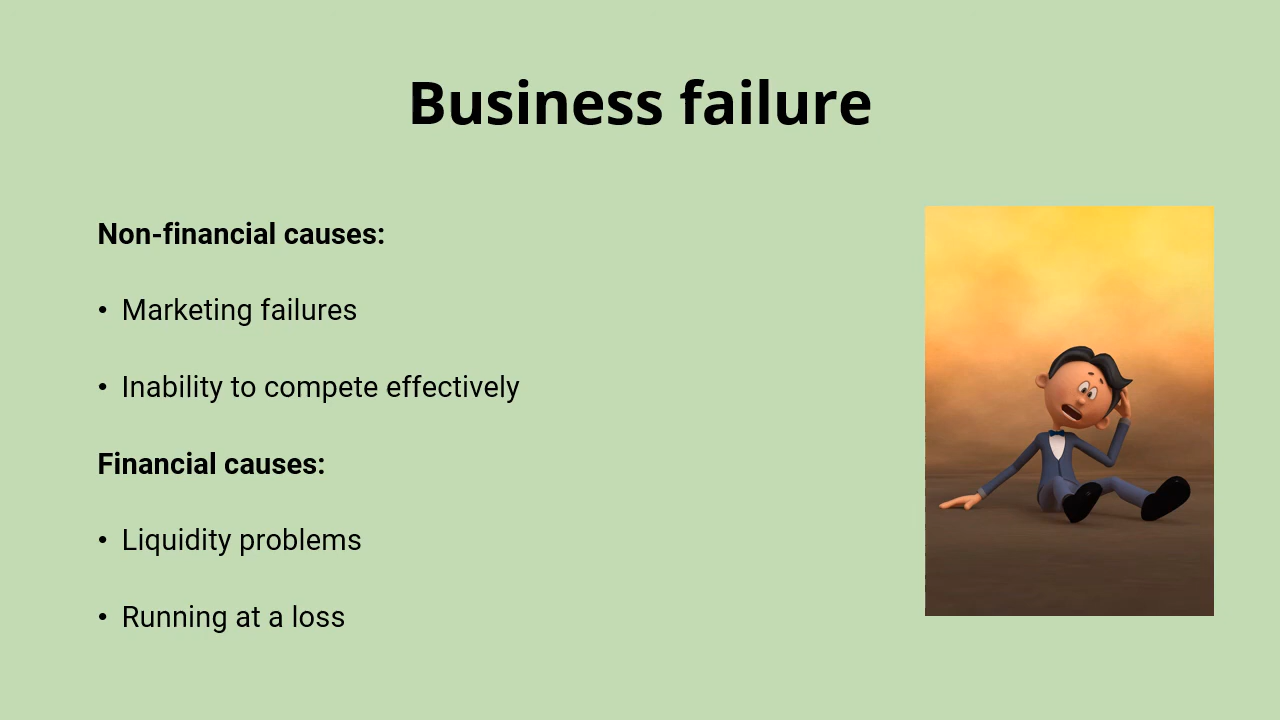 Business failure
Non-financial causes:
• Marketing failures
• Inability to compete effectively
Financial causes:
• Liquidity problems
• Running at a loss